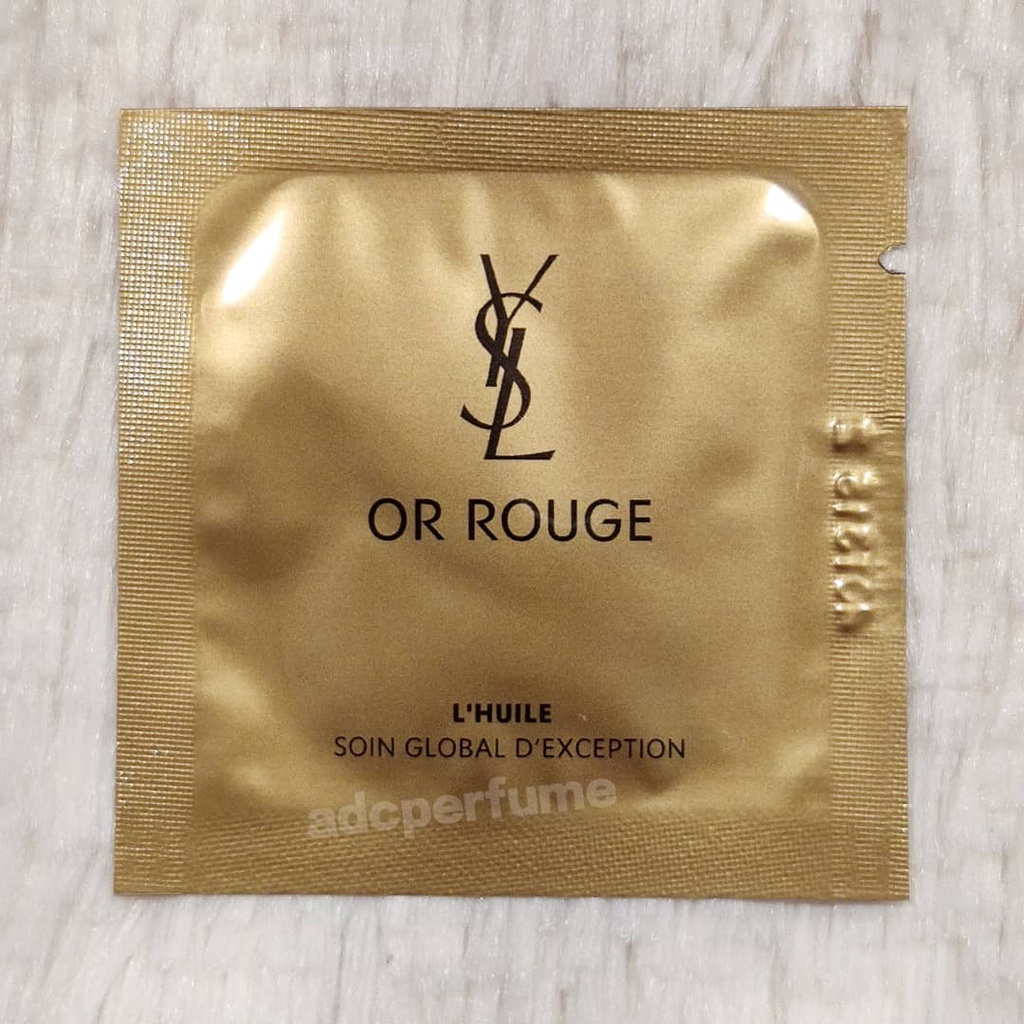 YSL
OR ROUGE
L'HUILE
SOIN GLOBAL D'EXCEPTION
adcperfume